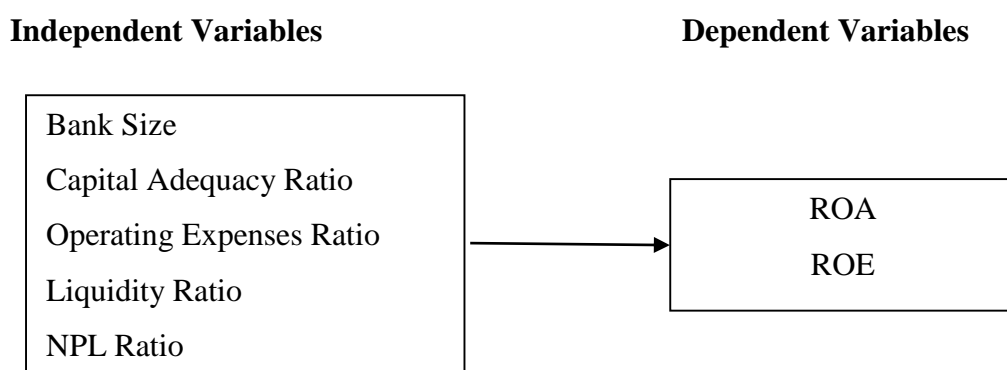 Independent Variables
Dependent Variables
Bank Size
Capital Adequacy Ratio
Operating Expenses Ratio
Liquidity Ratio
NPL Ratio
ROA
ROE